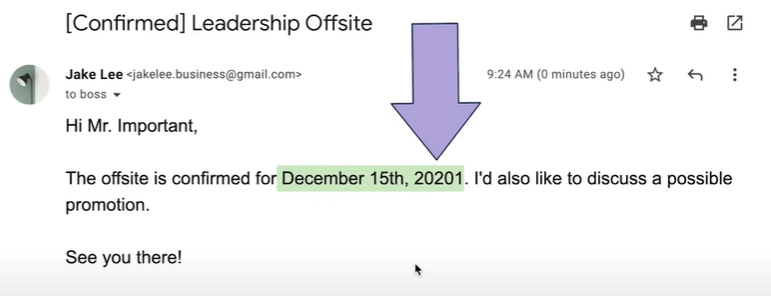 [Confirmed] Leadership Offsite
Jake Lee <jakelee.business@gmail.com>
9:24 AM (0 minutes ago)
to boss
Hi Mr. Important,
The offsite is confirmed for December 15th, 20201. I'd also like to discuss a possible
promotion.
See you there!